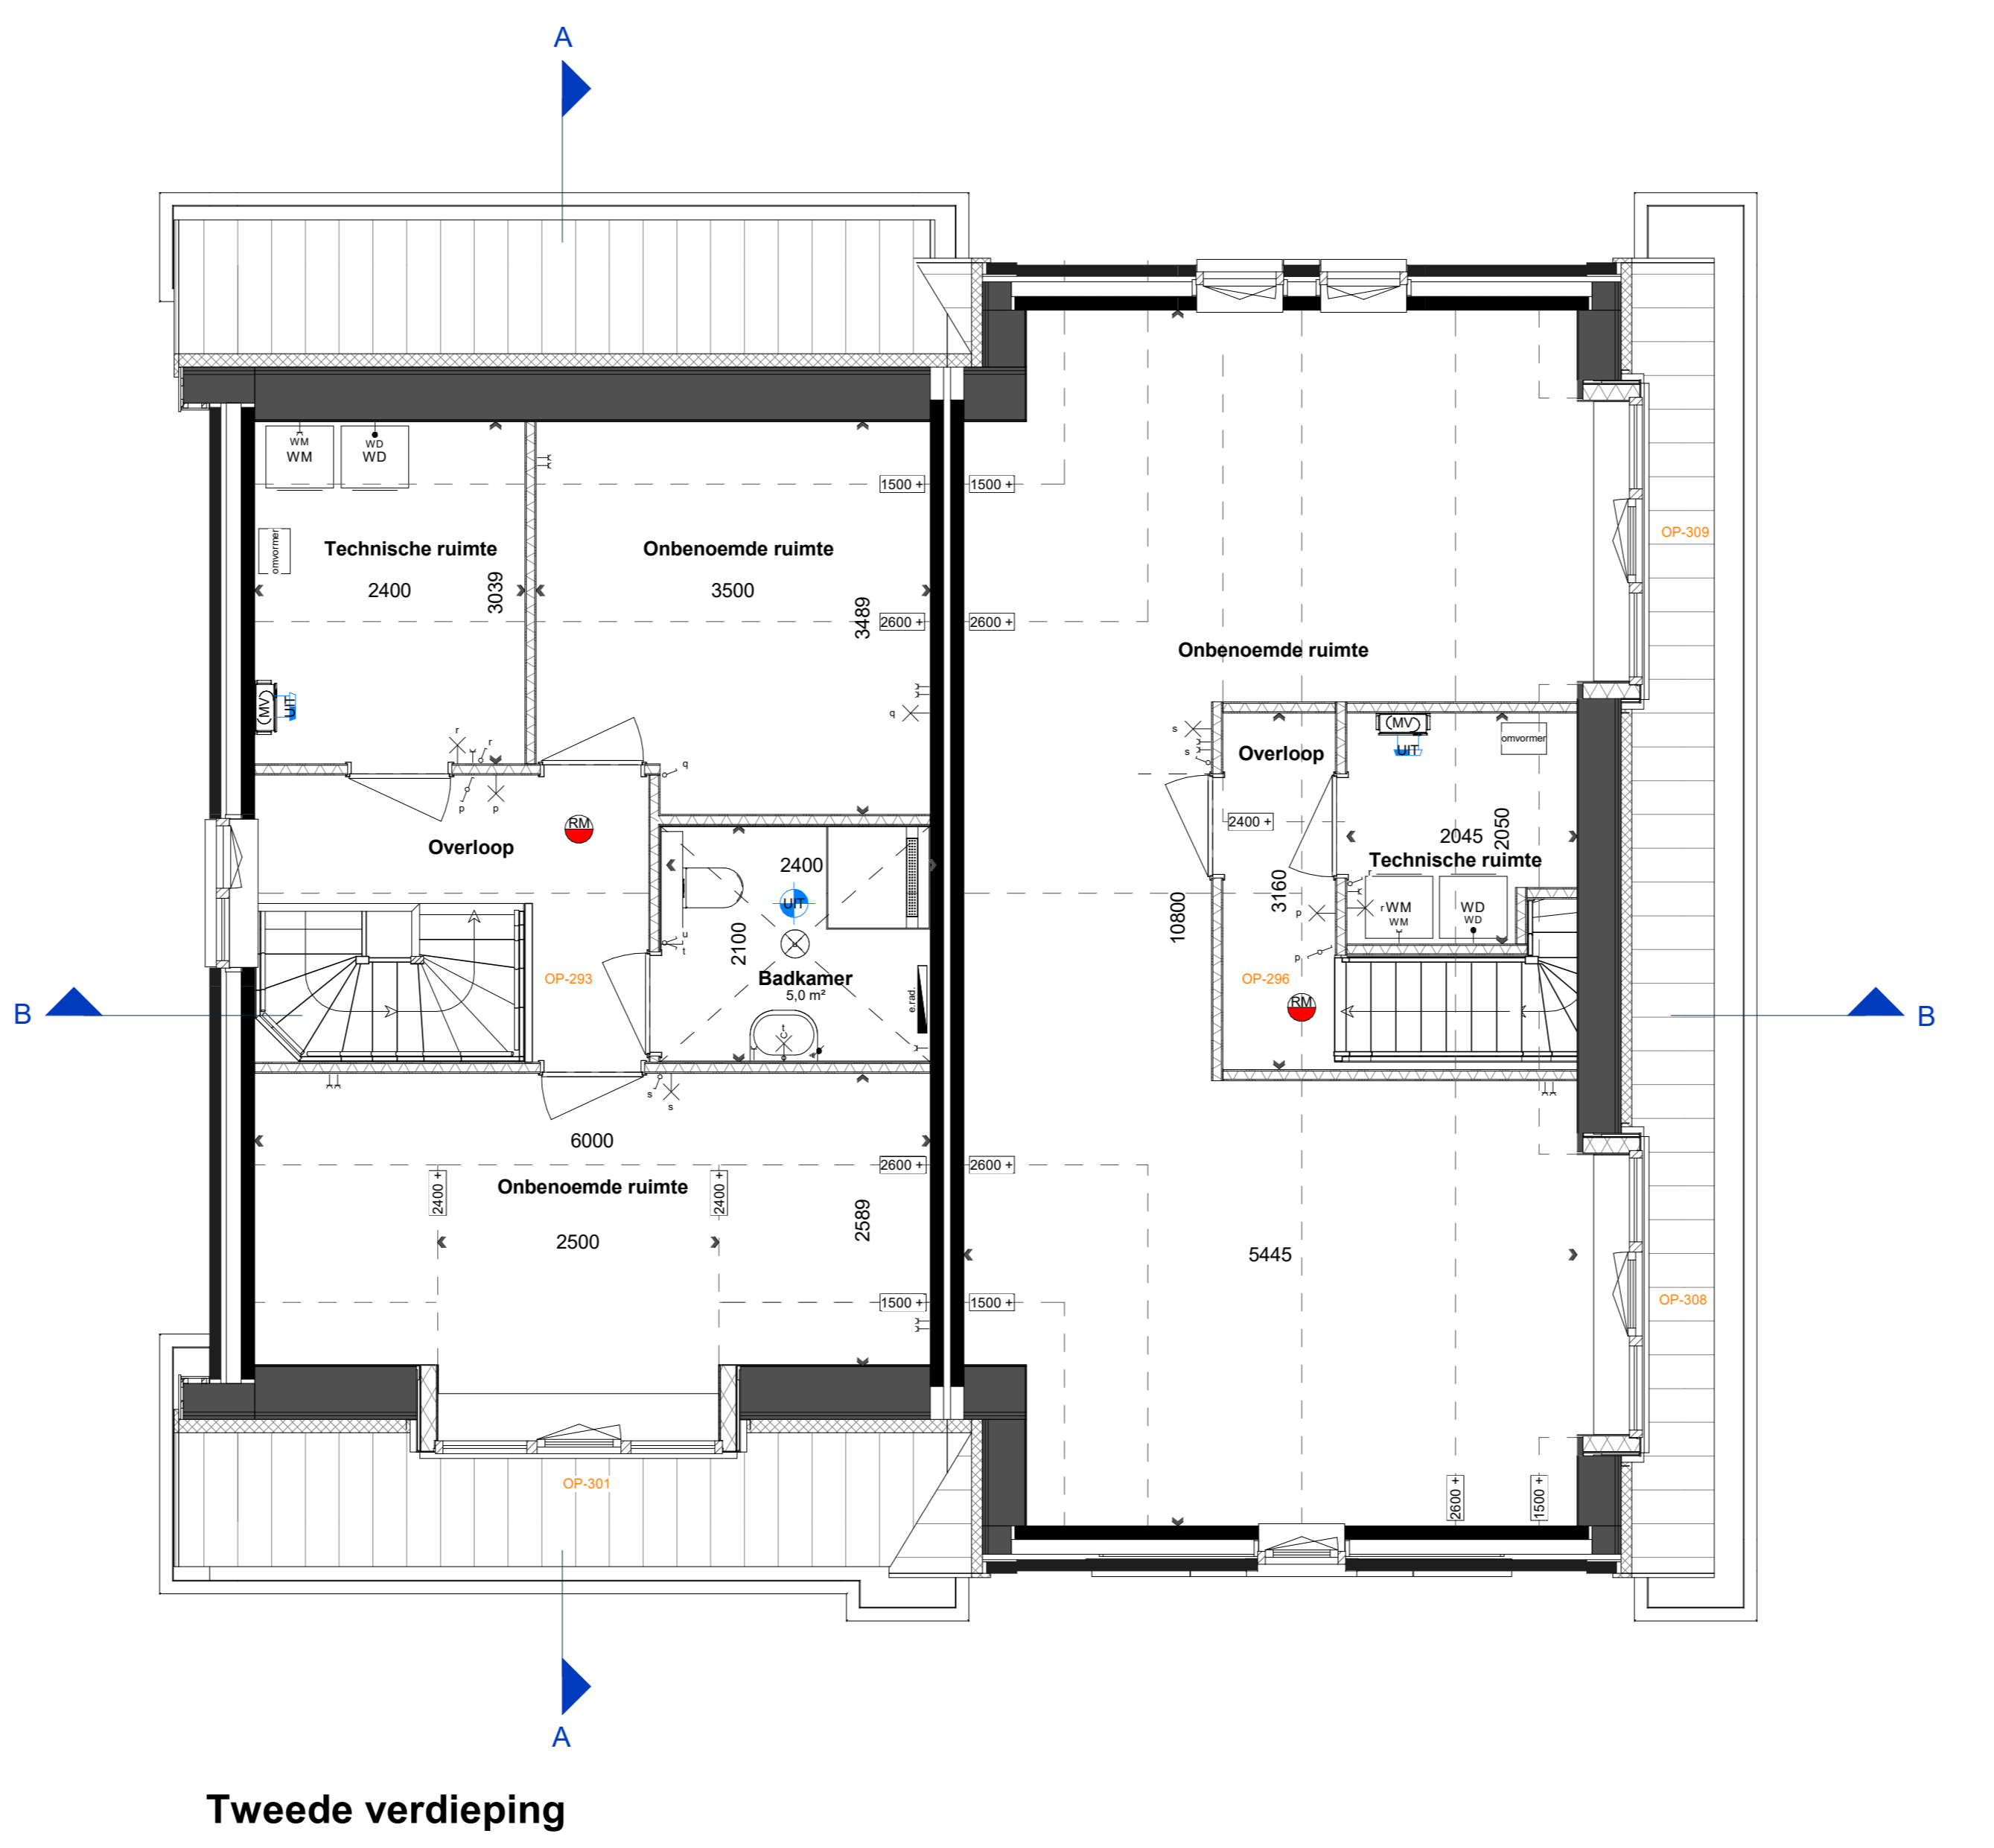 A
WM
WM
WD
WD
1500 +
1500 +
omvormer
Technische ruimte
2400
3039
Onbenoemde ruimte
3500
3489
2600 +
2600 +
OP-309
Onbenoemde ruimte
MV
UIT
q
r
r
p
p
q
s
s
Overloop
MV
UIT
omvormer
RM
Overloop
2400
UIT
2100
u
t
Badkamer
5,0 m²
e.rad.
t
OP-293
2400 +
2045
2050
Technische ruimte
10800
3160
r
p
r
WM
WM
WD
WD
p
OP-296
RM
B
B
s
s
6000
2600 +
2600 +
2400 +
2400 +
Onbenoemde ruimte
2500
2589
5445
1500 +
1500 +
OP-308
OP-301
2600 +
1500 +
A
Tweede verdieping